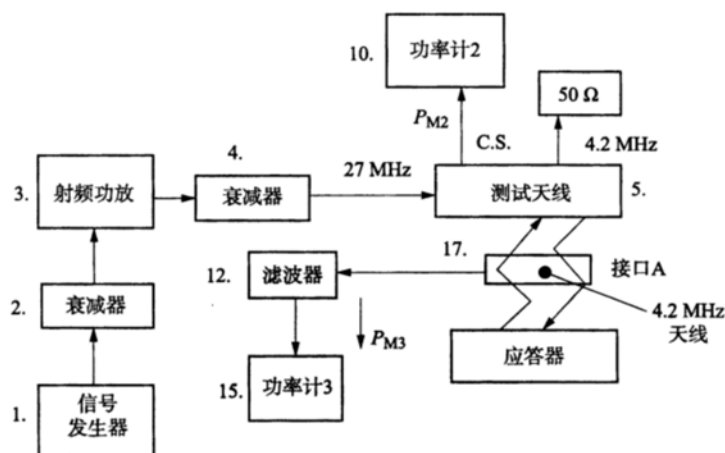 10.
功率计2
50 Ω
P_M2
C.S.
4.2 MHz
4.
3.
射频功放
衰减器
27 MHz
测试天线
5.
17.
接口A
12.
滤波器
2.
衰减器
4.2 MHz
天线
P_M3
应答器
15.
功率计3
1.
信号
发生器